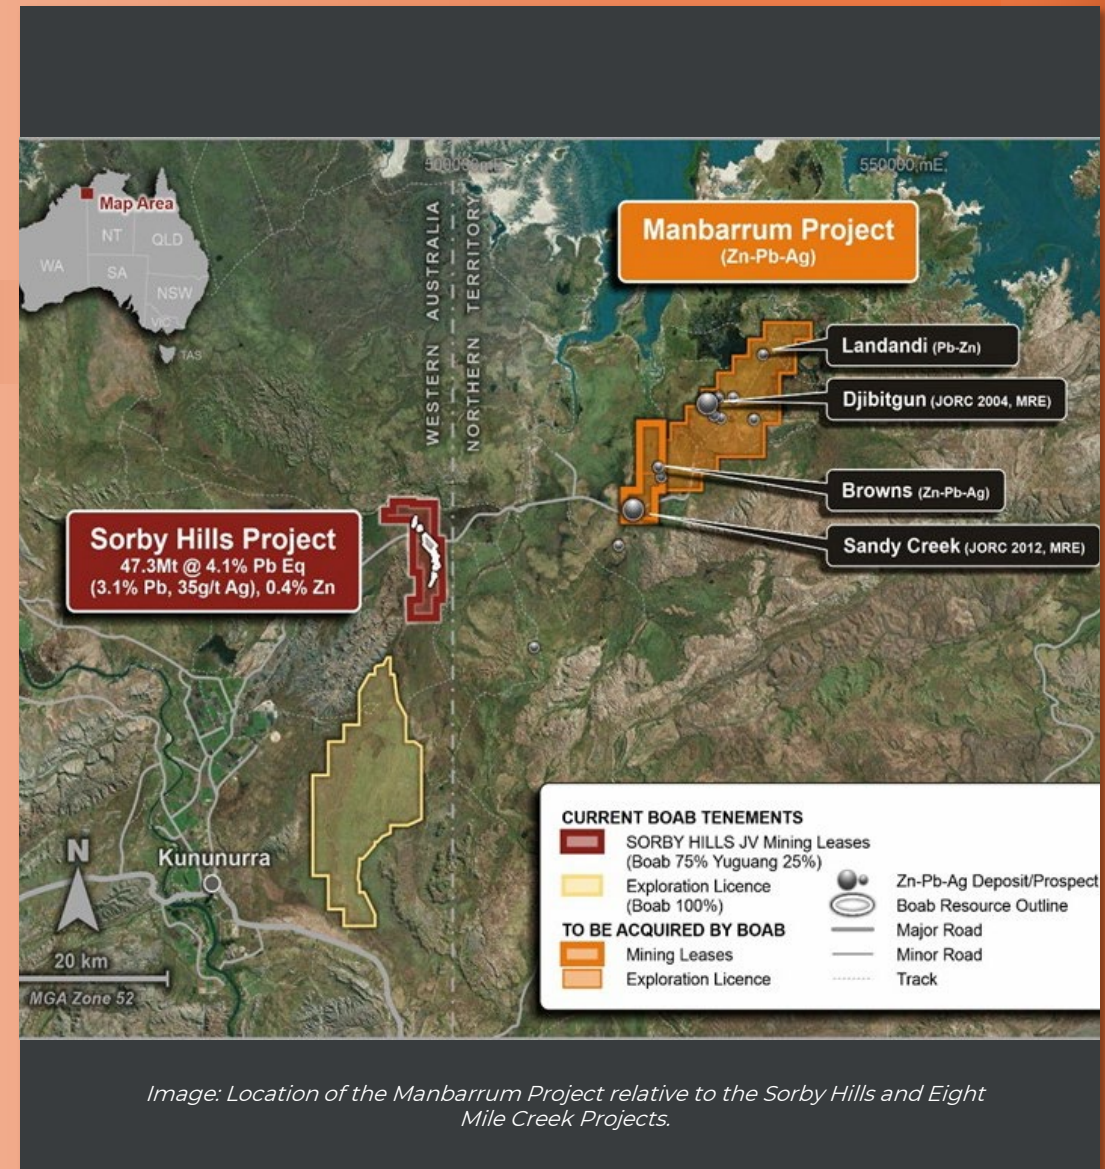 500000 mE
550000 mE
Map Area
NT
QLD
WA
SA
NSW
VIC
TAS
WESTERN AUSTRALIA
NORTHERN TERRITORY
Manbarrum Project
(Zn-Pb-Ag)
Landandi (Pb-Zn)
Djibitgun (JORC 2004, MRE)
Browns (Zn-Pb-Ag)
Sandy Creek (JORC 2012, MRE)
Sorby Hills Project
47.3Mt @ 4.1% Pb Eq
(3.1% Pb, 35g/t Ag), 0.4% Zn
Kununurra
N
20 km
MGA Zone 52
CURRENT BOAB TENEMENTS
SORBY HILLS JV Mining Leases
(Boab 75% Yuguang 25%)
Exploration Licence
(Boab 100%)
TO BE ACQUIRED BY BOAB
Mining Leases
Exploration Licence
Zn-Pb-Ag Deposit/Prospect
Boab Resource Outline
Major Road
Minor Road
Track
Image: Location of the Manbarrum Project relative to the Sorby Hills and Eight
Mile Creek Projects.